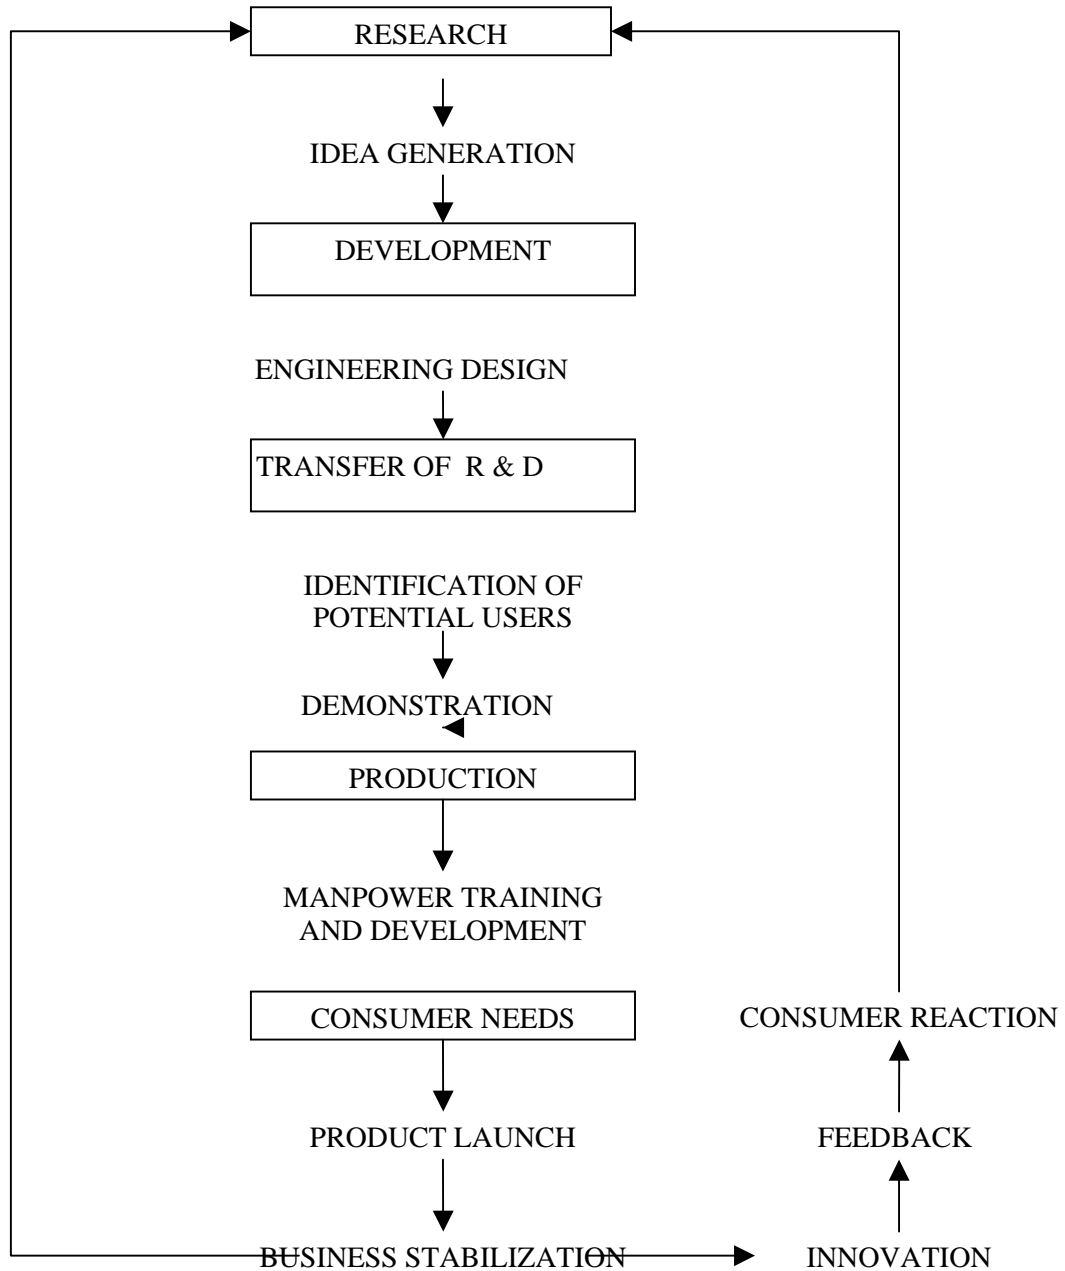 RESEARCH
IDEA GENERATION
DEVELOPMENT
ENGINEERING DESIGN
TRANSFER OF  R & D
IDENTIFICATION OF
POTENTIAL USERS
DEMONSTRATION
PRODUCTION
MANPOWER TRAINING
AND DEVELOPMENT
CONSUMER NEEDS
CONSUMER REACTION
PRODUCT LAUNCH
FEEDBACK
BUSINESS STABILIZATION
INNOVATION